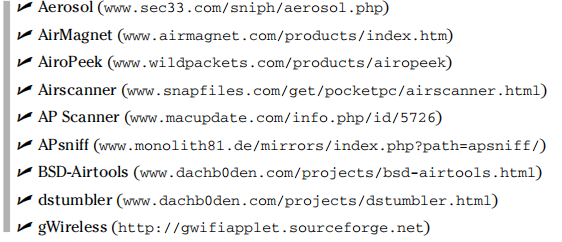 Aerosol (www.sec33.com/sniph/aerosol.php)
AirMagnet (www.airmagnet.com/products/index.htm)
AiroPeek (www.wildpackets.com/products/airopeek)
Airscanner (www.snapfiles.com/get/pocketpc/airscanner.html)
AP Scanner (www.macupdate.com/info.php/id/5726)
APsniff (www.monolith81.de/mirrors/index.php?path=apsniff/)
BSD-Airtools (www.dachb0den.com/projects/bsd-airtools.html)
dstumbler (www.dachb0den.com/projects/dstumbler.html)
gWireless (http://gwifiapplet.sourceforge.net)